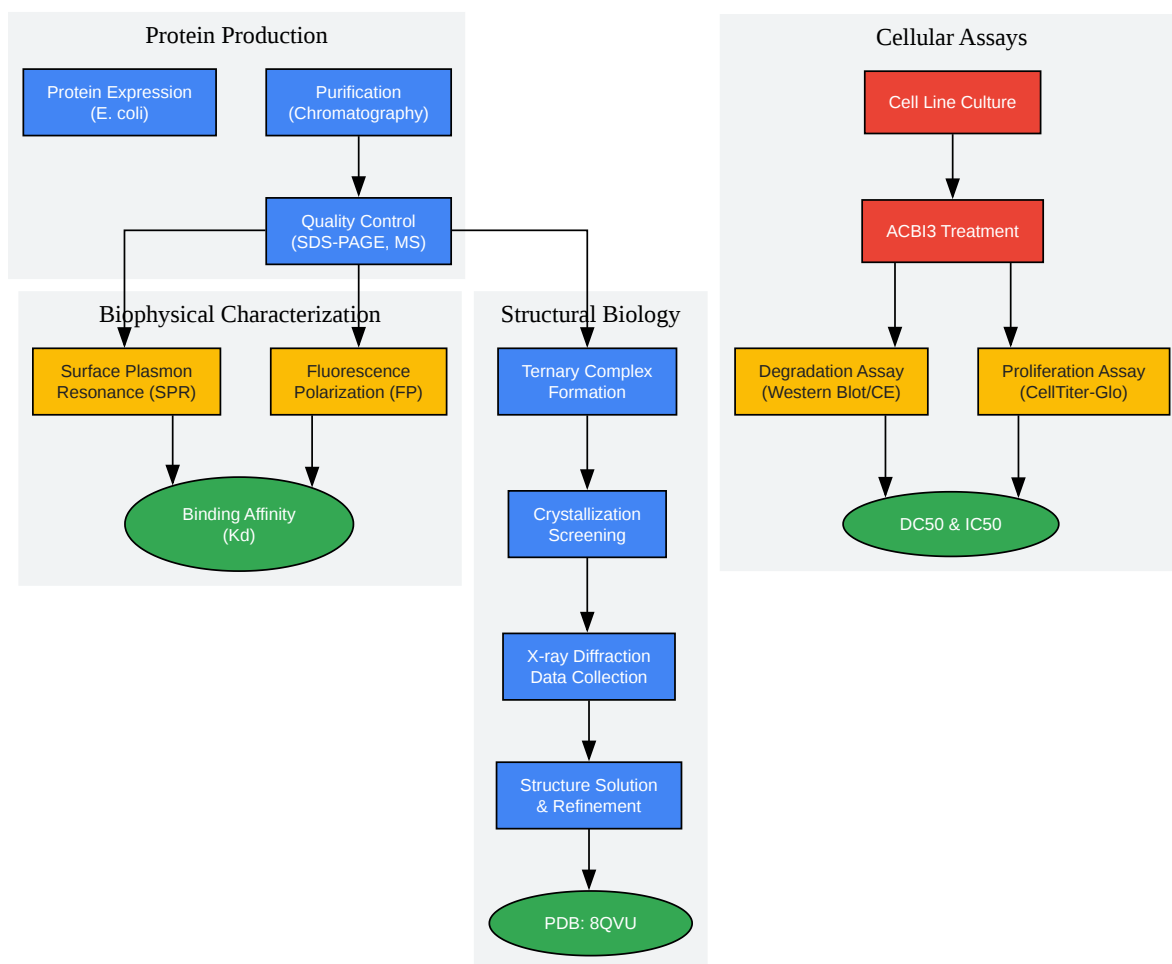 Protein Production
Protein Expression
(E. coli)
Purification
(Chromatography)
Quality Control
(SDS-PAGE, MS)
Biophysical Characterization
Surface Plasmon
Resonance (SPR)
Fluorescence
Polarization (FP)
Binding Affinity
(Kd)
Structural Biology
Ternary Complex
Formation
Crystallization
Screening
X-ray Diffraction
Data Collection
Structure Solution
& Refinement
PDB: 8QVU
Cellular Assays
Cell Line Culture
ACBI3 Treatment
Degradation Assay
(Western Blot/CE)
Proliferation Assay
(CellTiter-Glo)
DC50 & IC50